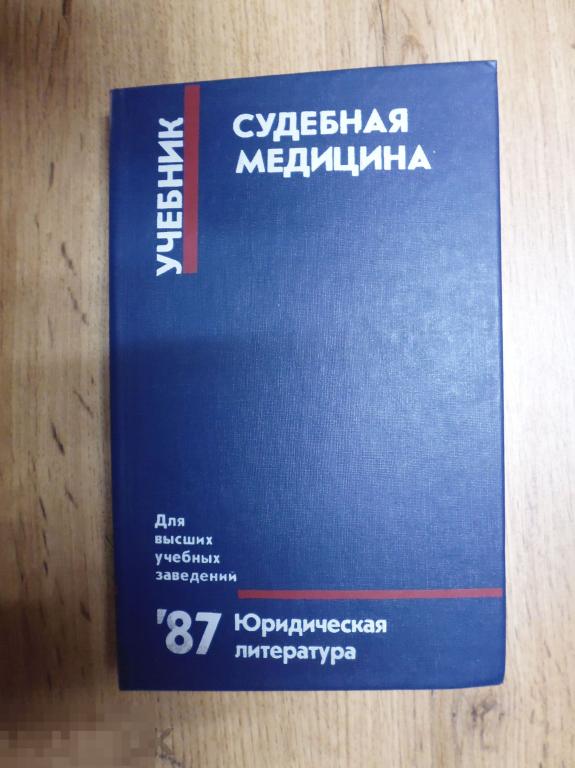 УЧЕБНИК
СУДЕБНАЯ
МЕДИЦИНА
Для
высших
учебных
заведений
'87
Юридическая
литература